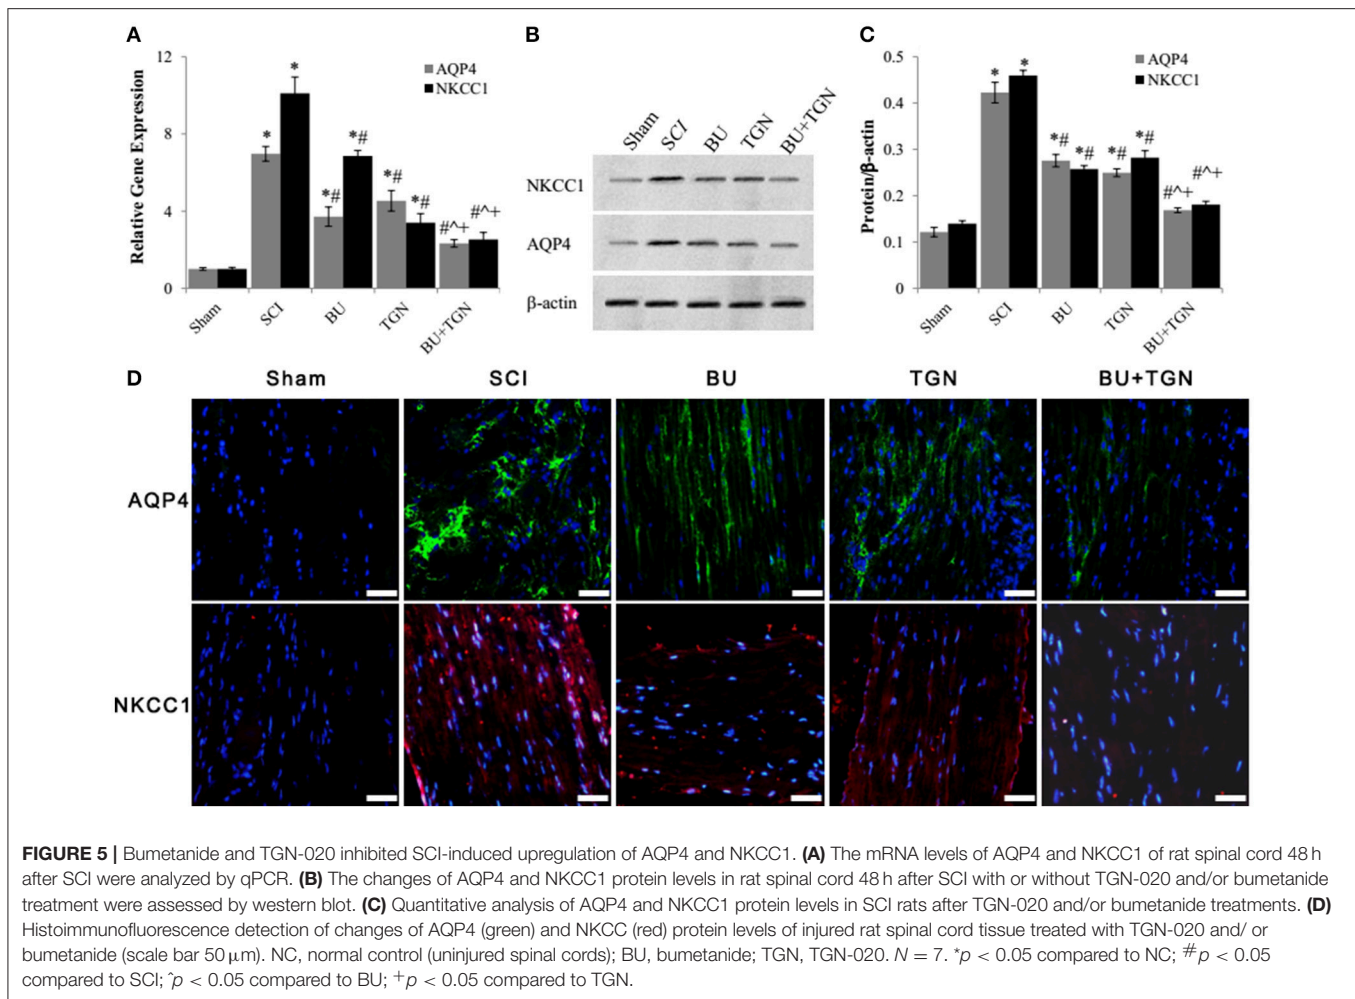 A
Relative Gene Expression
12
8
4
0
AQP4
NKCC1
*
*
*#
*#
*#
*#
#^+
#^+
Sham
SCI
BU
TGN
BU+TGN
B
Sham
SCI
BU
TGN
BU+TGN
NKCC1
AQP4
β-actin
C
Protein/β-actin
0.5
0.4
0.3
0.2
0.1
0
AQP4
NKCC1
*
*
*#
*#
*#
*#
#^+
#^+
Sham
SCI
BU
TGN
BU+TGN
D
Sham
SCI
BU
TGN
BU+TGN
AQP4
NKCC1
FIGURE 5 | Bumetanide and TGN-020 inhibited SCI-induced upregulation of AQP4 and NKCC1. (A) The mRNA levels of AQP4 and NKCC1 of rat spinal cord 48 h
after SCI were analyzed by qPCR. (B) The changes of AQP4 and NKCC1 protein levels in rat spinal cord 48 h after SCI with or without TGN-020 and/or bumetanide
treatment were assessed by western blot. (C) Quantitative analysis of AQP4 and NKCC1 protein levels in SCI rats after TGN-020 and/or bumetanide treatments. (D)
Histoimmunofluorescence detection of changes of AQP4 (green) and NKCC (red) protein levels of injured rat spinal cord tissue treated with TGN-020 and/ or
bumetanide (scale bar 50 μm). NC, normal control (uninjured spinal cords); BU, bumetanide; TGN, TGN-020. N = 7. *p < 0.05 compared to NC; #p < 0.05
compared to SCI; ^p < 0.05 compared to BU; +p < 0.05 compared to TGN.